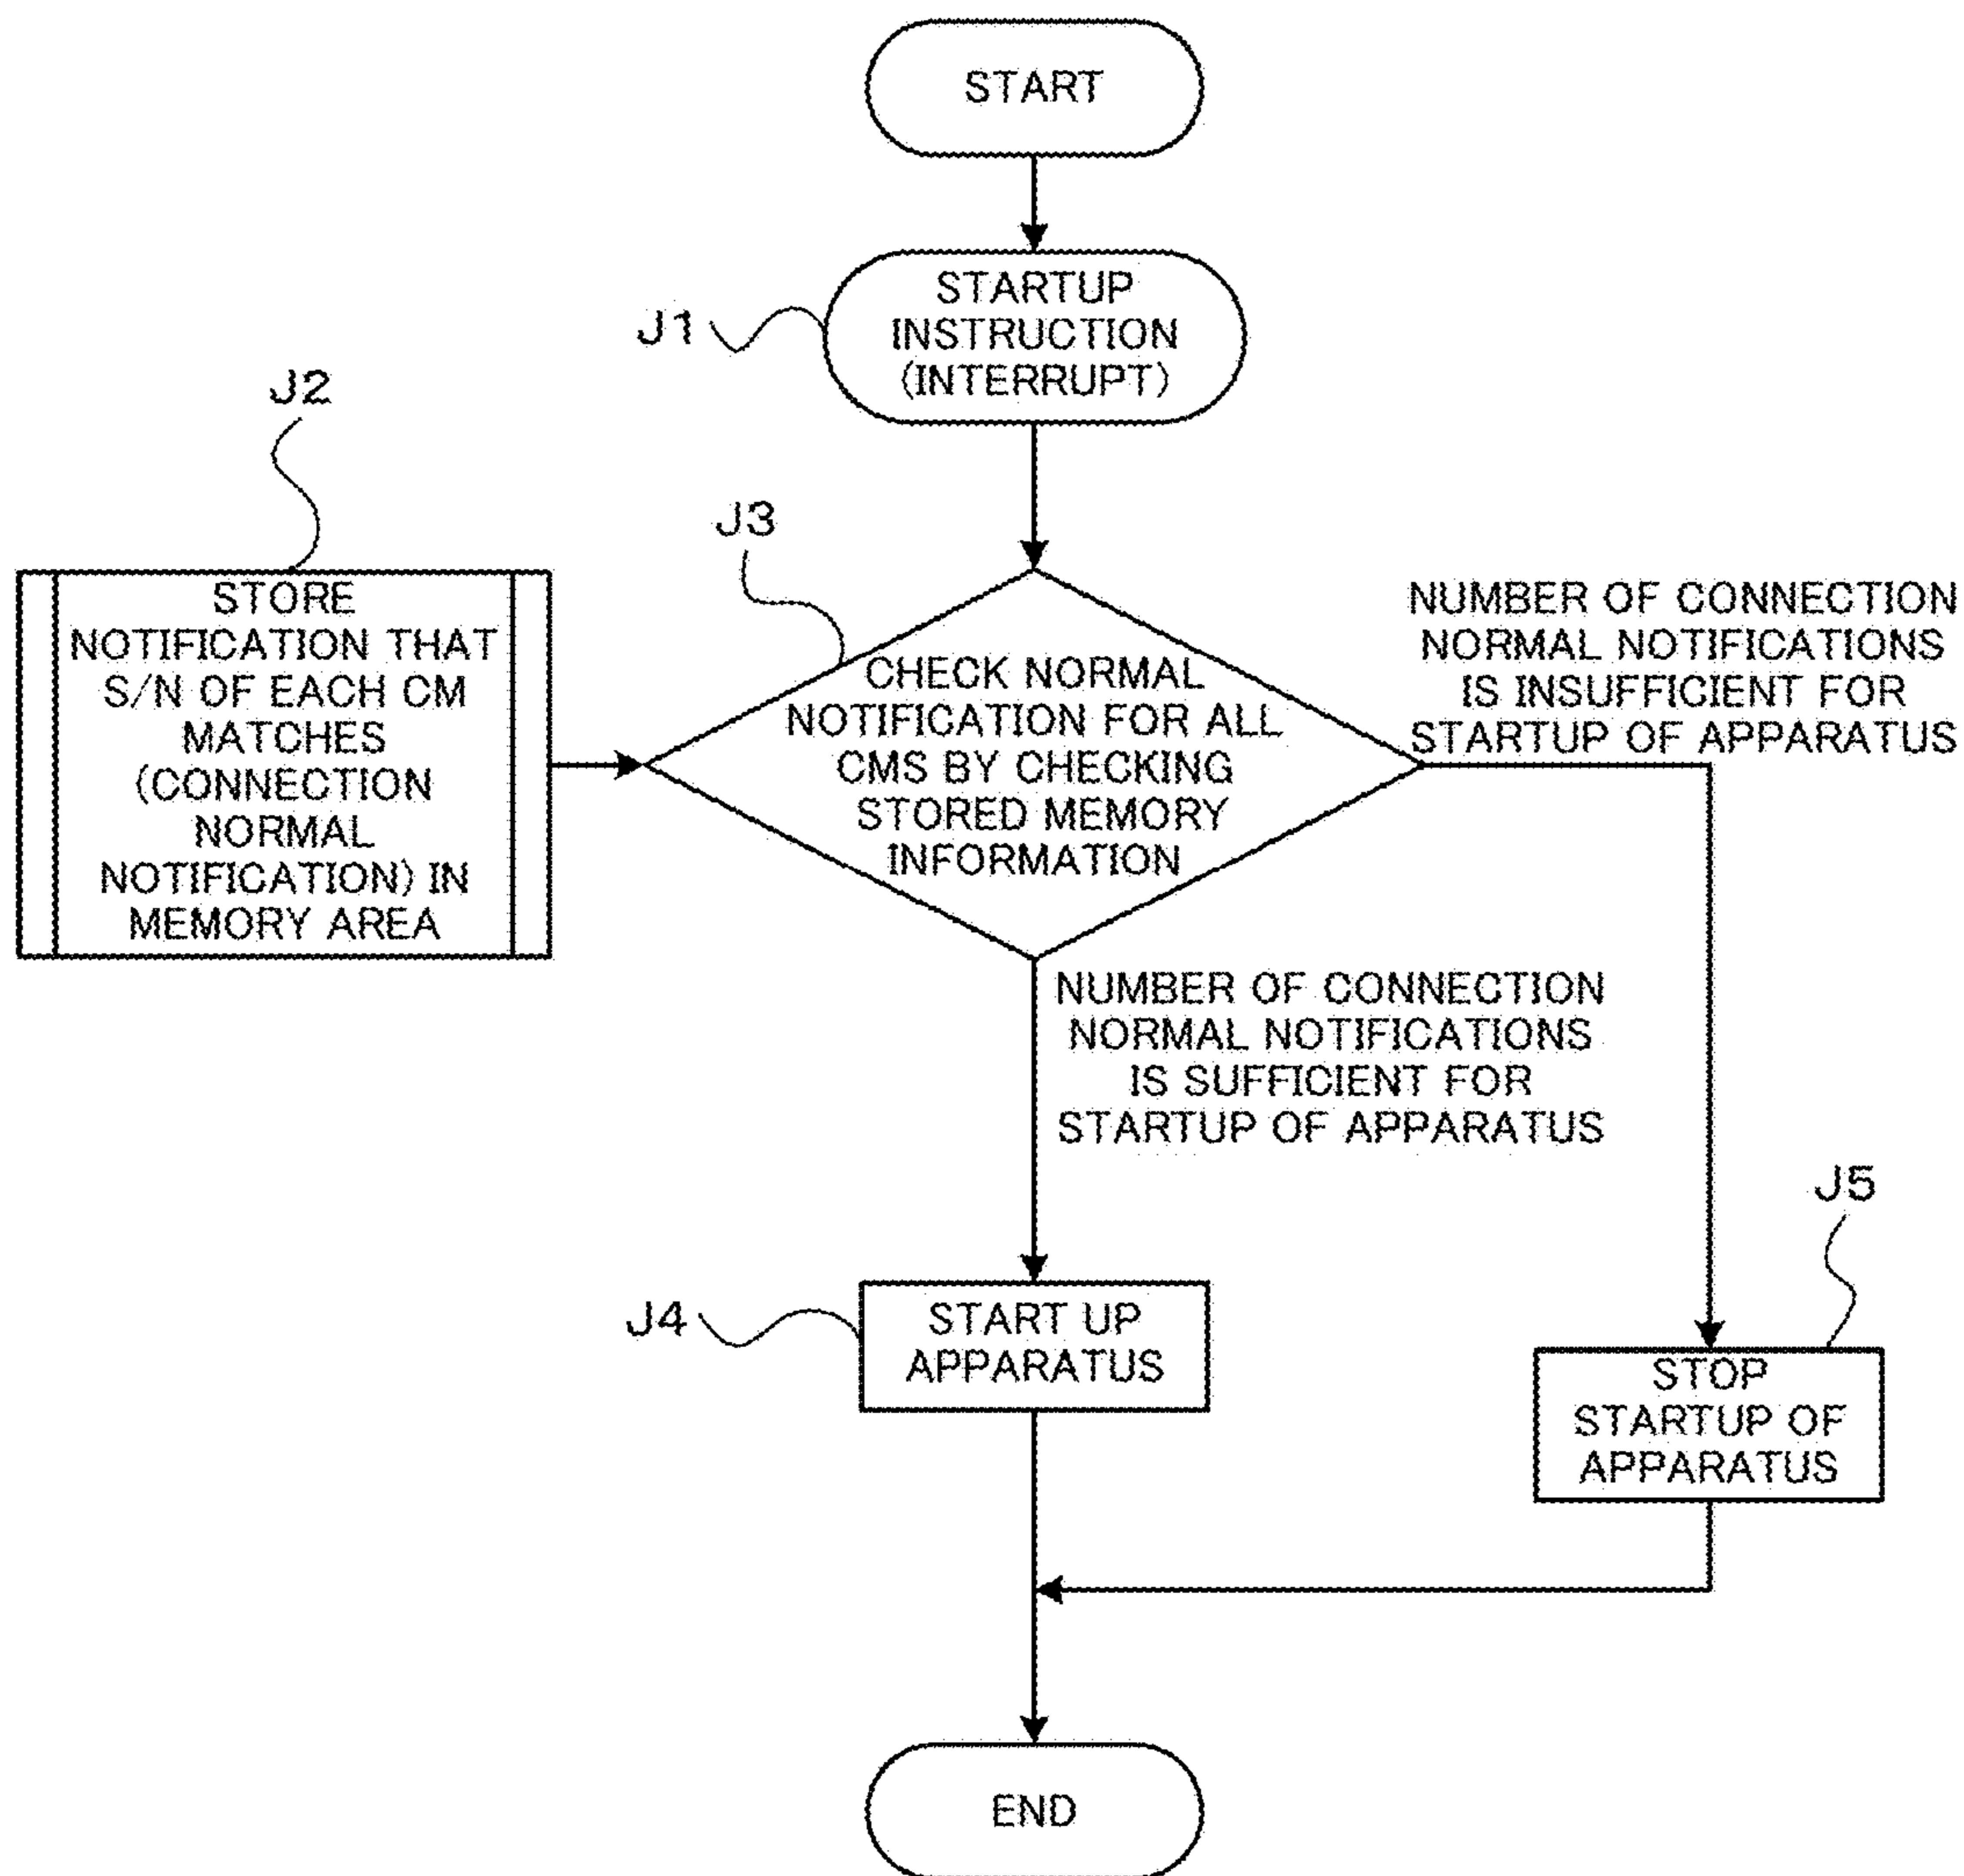 START
J1
STARTUP
INSTRUCTION
(INTERRUPT)
J2
STORE
NOTIFICATION THAT
S/N OF EACH CM
MATCHES
(CONNECTION
NORMAL
NOTIFICATION) IN
MEMORY AREA
J3
CHECK NORMAL
NOTIFICATION FOR ALL
CMS BY CHECKING
STORED MEMORY
INFORMATION
NUMBER OF CONNECTION
NORMAL NOTIFICATIONS
IS INSUFFICIENT FOR
STARTUP OF APPARATUS
NUMBER OF CONNECTION
NORMAL NOTIFICATIONS
IS SUFFICIENT FOR
STARTUP OF APPARATUS
J4
START UP
APPARATUS
J5
STOP
STARTUP OF
APPARATUS
END